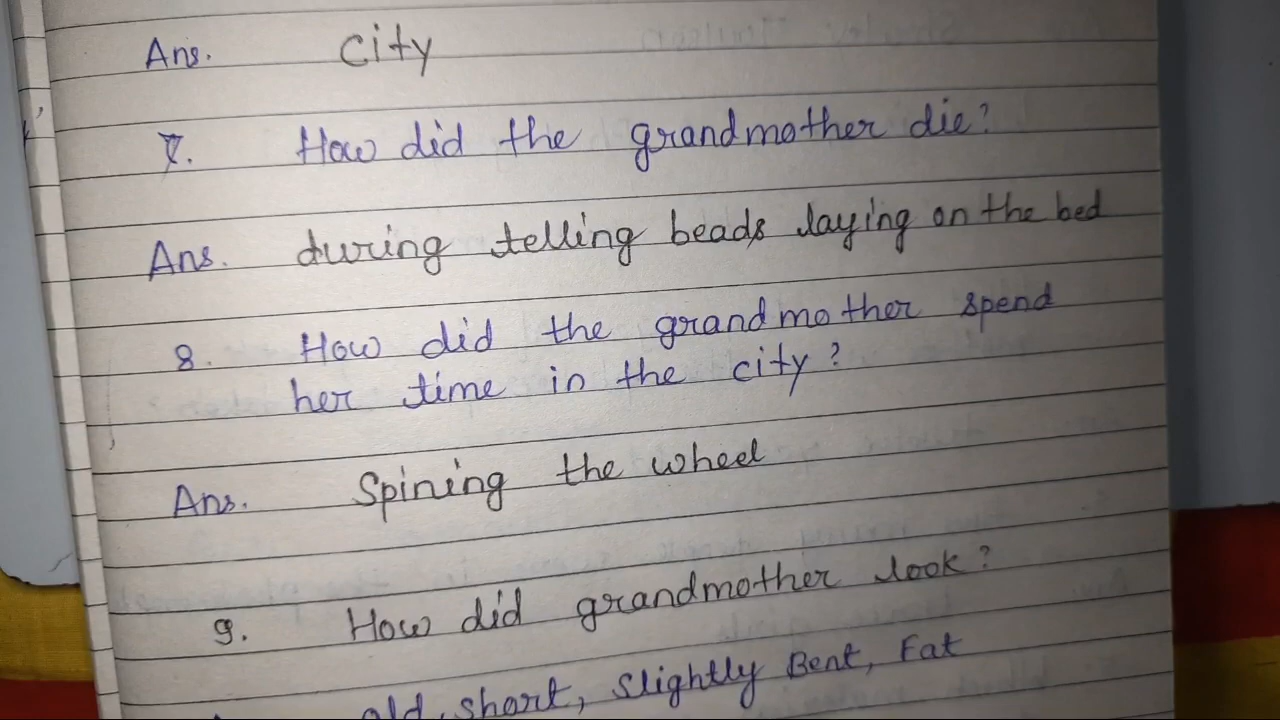 Ans. City
7. How did the grandmother die?
Ans. during telling beads laying on the bed
8. How did the grandmother spend
her time in the city?
Ans. Spining the wheel
9. How did grandmother look?
old, short, slightly Bent, Fat